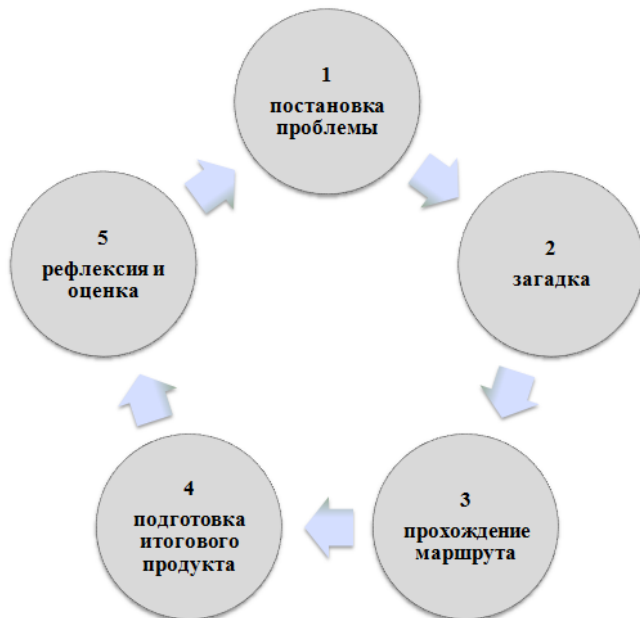 1
постановка
проблемы
2
загадка
3
прохождение
маршрута
4
подготовка
итогового
продукта
5
рефлексия и
оценка